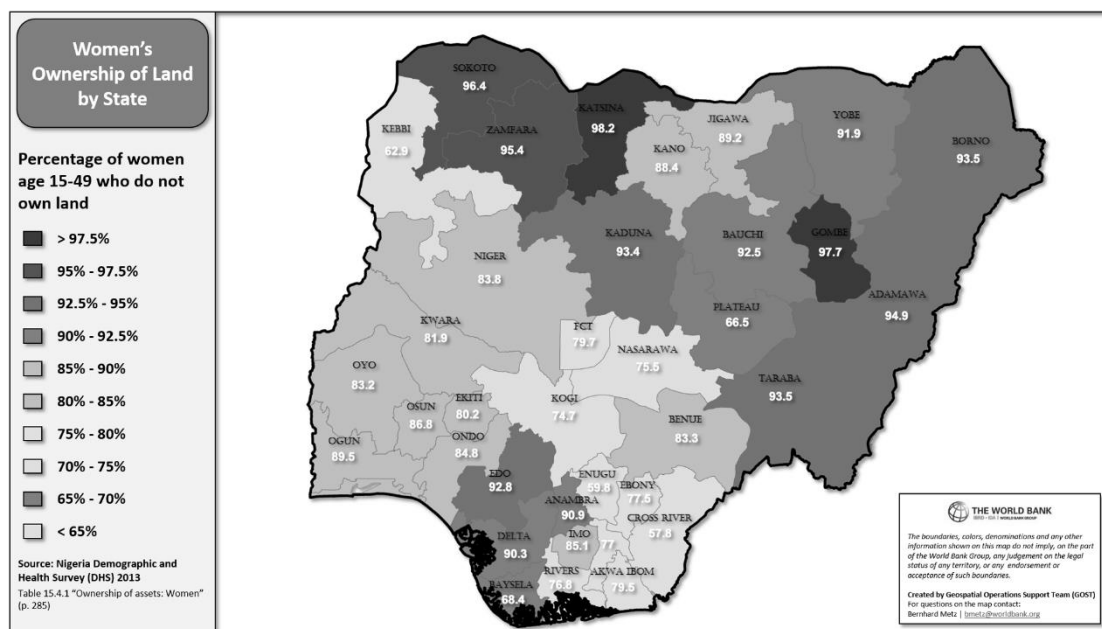 Women's
Ownership of Land
by State
Percentage of women
age 15-49 who do not
own land
> 97.5%
95% - 97.5%
92.5% - 95%
90% - 92.5%
85% - 90%
80% - 85%
75% - 80%
70% - 75%
65% - 70%
< 65%
Source: Nigeria Demographic and
Health Survey (DHS) 2013
Table 15.4.1 "Ownership of assets: Women"
(p. 285)
SOKOTO
96.4
KATSINA
98.2
JIGAWA
89.2
YOBE
91.9
BORNO
93.5
KEBBI
62.9
ZAMFARA
95.4
KANO
88.4
KADUNA
93.4
BAUCHI
92.5
GOMBE
97.7
NIGER
83.8
ADAMAWA
94.9
PLATEAU
66.5
KWARA
81.9
FCT
79.7
NASARAWA
75.5
OYO
83.2
TARABA
93.5
OSUN
86.8
EKITI
80.2
KOGI
74.7
BENUE
83.3
OGUN
89.5
ONDO
84.8
EDO
92.8
ENUGU
59.8
EBONY
77.5
ANAMBRA
90.9
CROSS RIVER
57.8
DELTA
90.3
IMO
85.1
77
RIVERS
76.8
AKWA IBOM
79.5
BAYSELA
68.4
THE WORLD BANK
IBRD • IDA | WORLD BANK GROUP
The boundaries, colors, denominations and any other
information shown on this map do not imply, on the part
of the World Bank Group, any judgement on the legal
status of any territory, or any endorsement or
acceptance of such boundaries.
Created by Geospatial Operations Support Team (GOST)
For questions on the map contact:
Bernhard Metz | bmetz@worldbank.org